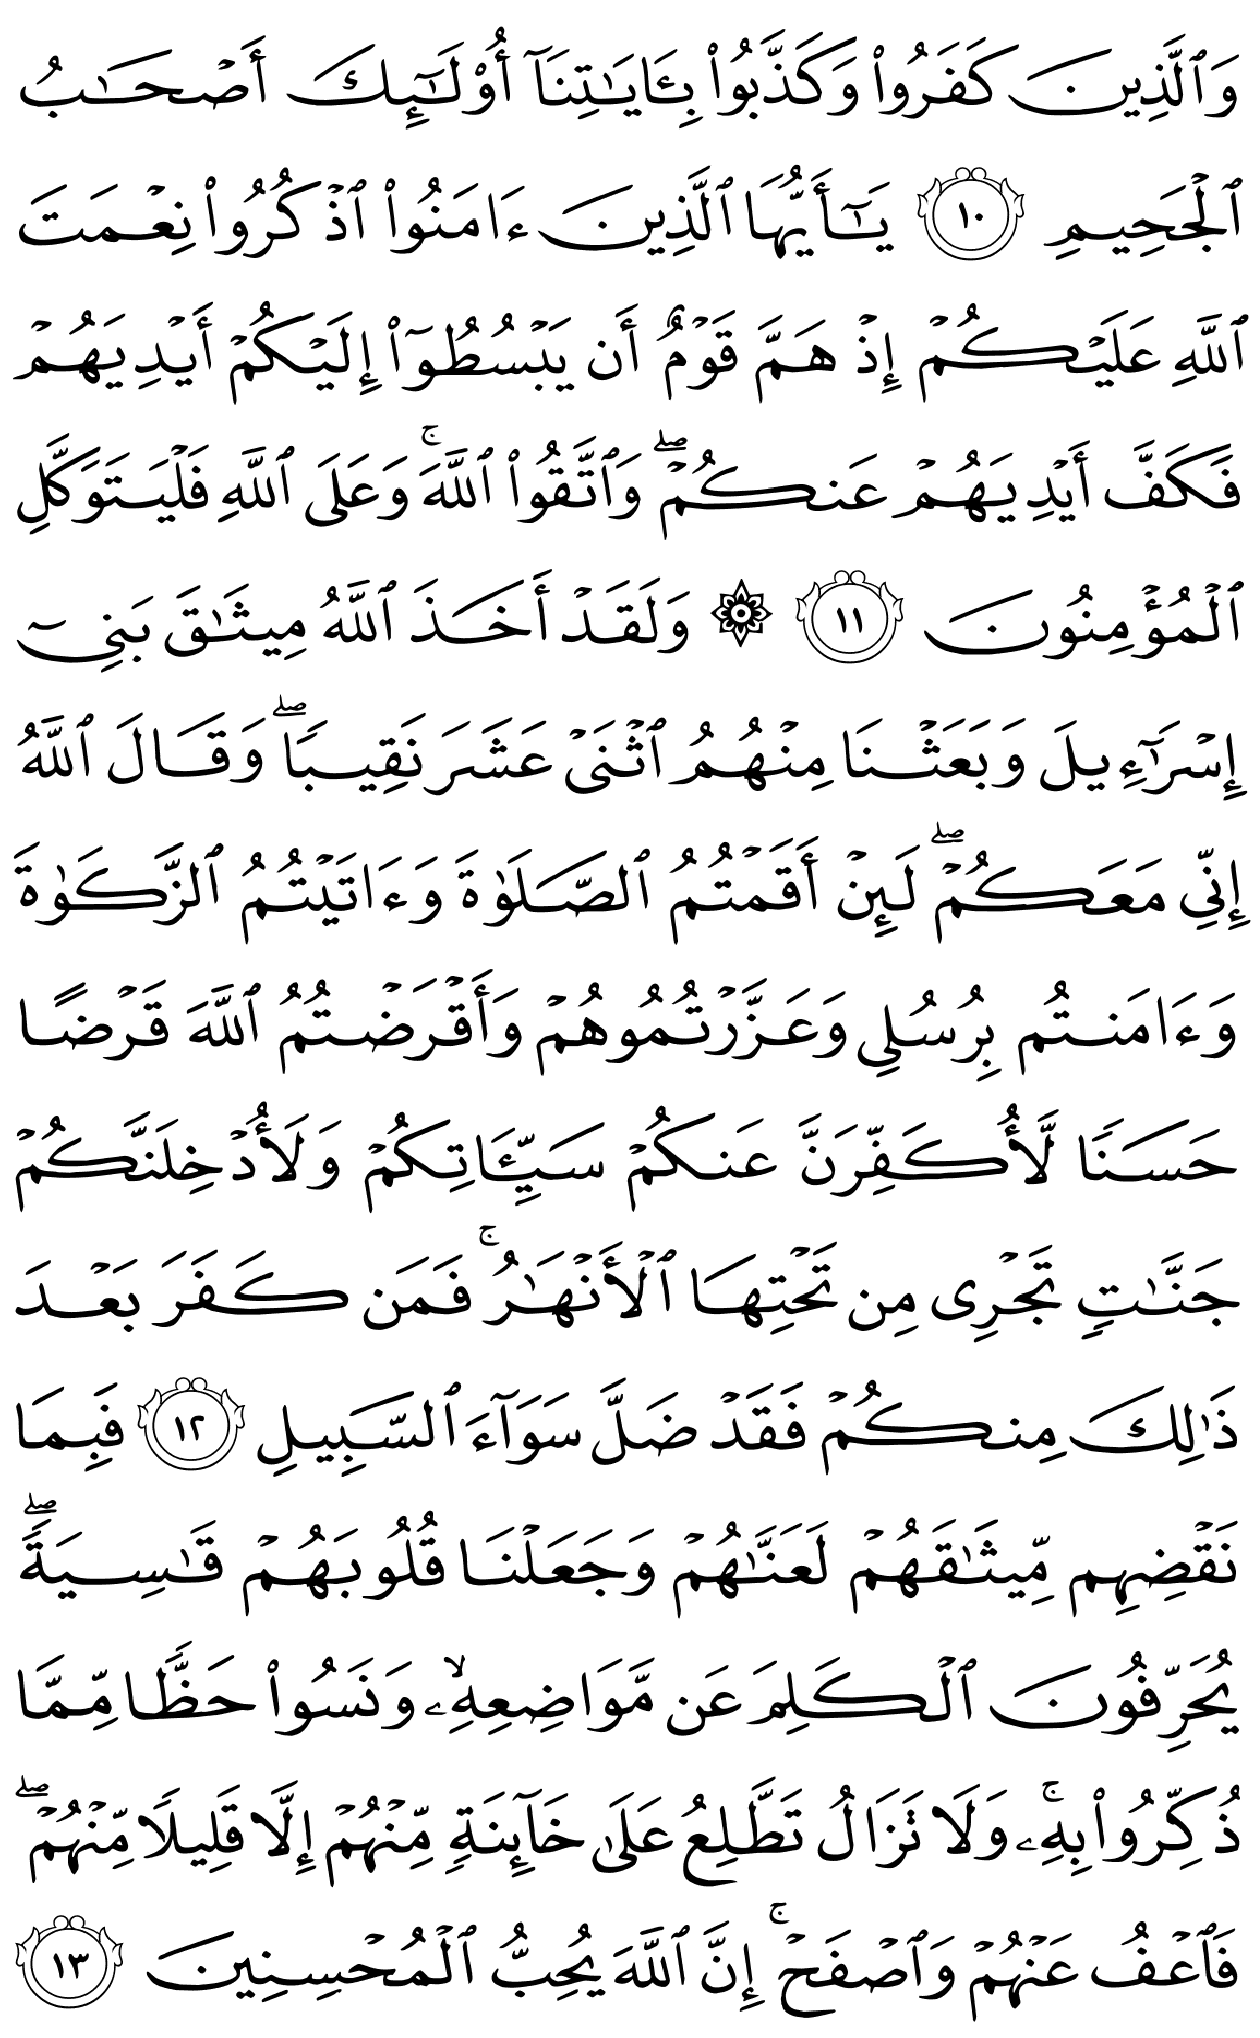 وَٱلَّذِينَ كَفَرُوا۟ وَكَذَّبُوا۟ بِـَٔايَـٰتِنَآ أُو۟لَـٰٓئِكَ أَصْحَـٰبُ
ٱلْجَحِيمِ ١٠ يَـٰٓأَيُّهَا ٱلَّذِينَ ءَامَنُوا۟ ٱذْكُرُوا۟ نِعْمَتَ
ٱللَّهِ عَلَيْكُمْ إِذْ هَمَّ قَوْمٌ أَن يَبْسُطُوٓا۟ إِلَيْكُمْ أَيْدِيَهُمْ
فَكَفَّ أَيْدِيَهُمْ عَنكُمْ ۖ وَٱتَّقُوا۟ ٱللَّهَ ۚ وَعَلَى ٱللَّهِ فَلْيَتَوَكَّلِ
ٱلْمُؤْمِنُونَ ١١ ۞ وَلَقَدْ أَخَذَ ٱللَّهُ مِيثَـٰقَ بَنِىٓ
إِسْرَٰٓءِيلَ وَبَعَثْنَا مِنْهُمُ ٱثْنَىْ عَشَرَ نَقِيبًا ۖ وَقَالَ ٱللَّهُ
إِنِّى مَعَكُمْ ۖ لَئِنْ أَقَمْتُمُ ٱلصَّلَوٰةَ وَءَاتَيْتُمُ ٱلزَّكَوٰةَ
وَءَامَنتُم بِرُسُلِى وَعَزَّرْتُمُوهُمْ وَأَقْرَضْتُمُ ٱللَّهَ قَرْضًا
حَسَنًا لَّأُكَفِّرَنَّ عَنكُمْ سَيِّـَٔاتِكُمْ وَلَأُدْخِلَنَّكُمْ
جَنَّـٰتٍ تَجْرِى مِن تَحْتِهَا ٱلْأَنْهَـٰرُ ۚ فَمَن كَفَرَ بَعْدَ
ذَٰلِكَ مِنكُمْ فَقَدْ ضَلَّ سَوَآءَ ٱلسَّبِيلِ ١٢ فَبِمَا
نَقْضِهِم مِّيثَـٰقَهُمْ لَعَنَّـٰهُمْ وَجَعَلْنَا قُلُوبَهُمْ قَـٰسِيَةً ۖ
يُحَرِّفُونَ ٱلْكَلِمَ عَن مَّوَاضِعِهِۦ ۙ وَنَسُوا۟ حَظًّا مِّمَّا
ذُكِّرُوا۟ بِهِۦ ۚ وَلَا تَزَالُ تَطَّلِعُ عَلَىٰ خَآئِنَةٍ مِّنْهُمْ إِلَّا قَلِيلًا مِّنْهُمْ ۖ
فَٱعْفُ عَنْهُمْ وَٱصْفَحْ ۚ إِنَّ ٱللَّهَ يُحِبُّ ٱلْمُحْسِنِينَ ١٣